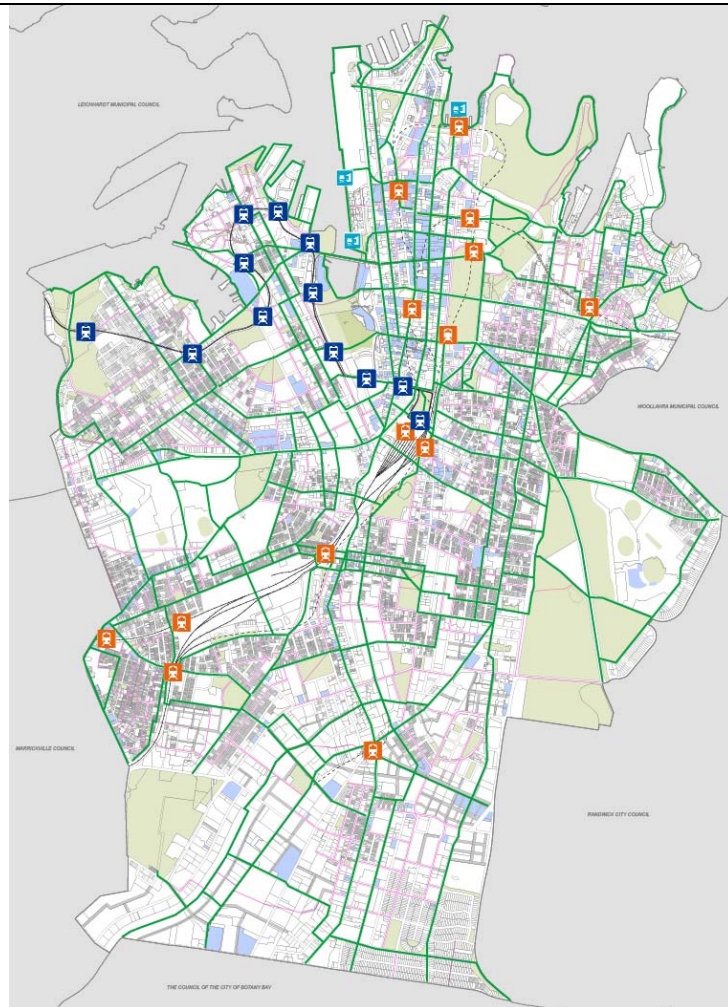 LEICHHARDT MUNICIPAL COUNCIL
WOOLLAHRA MUNICIPAL COUNCIL
MARRICKVILLE COUNCIL
RANDWICK CITY COUNCIL
THE COUNCIL OF THE CITY OF BOTANY BAY